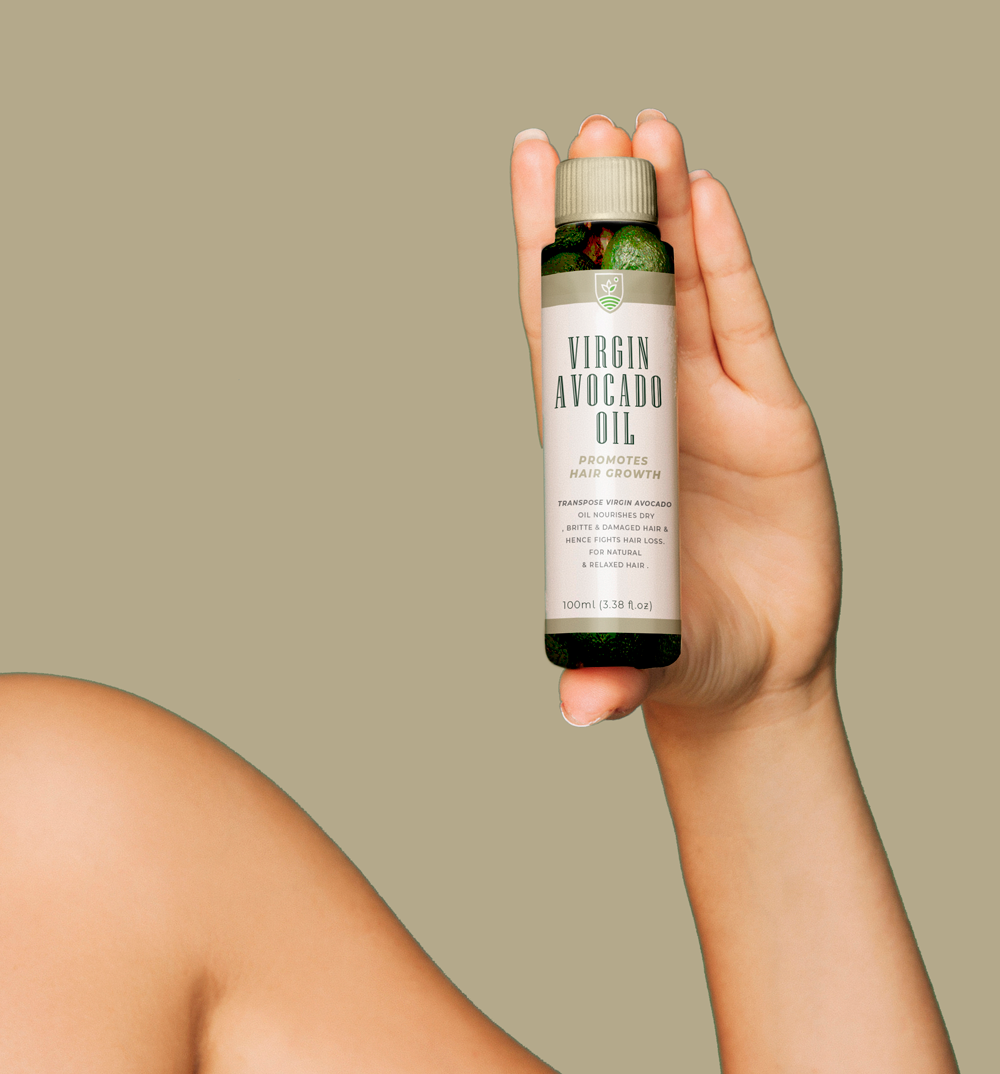 VIRGIN
AVOCADO
OIL
PROMOTES
HAIR GROWTH
TRANSPOSE VIRGIN AVOCADO
OIL NOURISHES DRY
, BRITTE & DAMAGED HAIR &
HENCE FIGHTS HAIR LOSS.
FOR NATURAL
& RELAXED HAIR .
100ml (3.38 fl.oz)